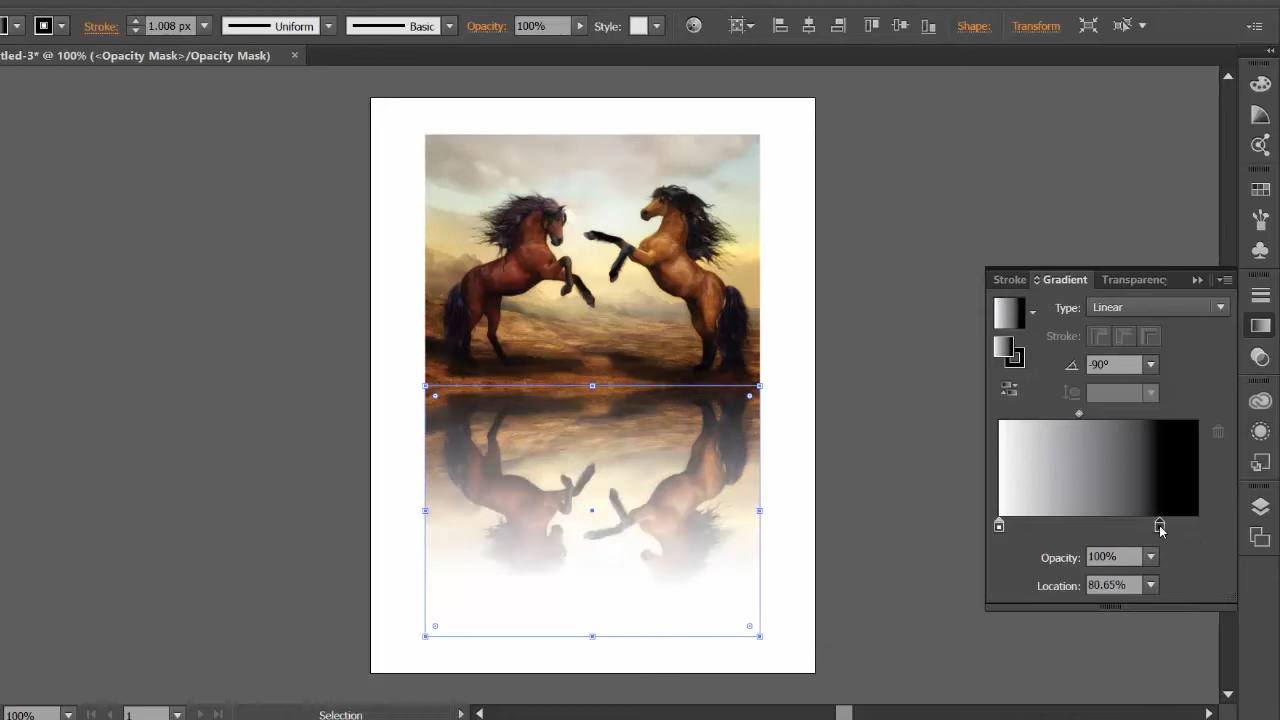 Stroke: 1.008 px Uniform Basic Opacity: 100% Style: Shape: Transform
tled-3* @ 100% (<Opacity Mask>/Opacity Mask) ×
Stroke Gradient Transparency
Type: Linear
Stroke:
-90°
Opacity: 100%
Location: 80.65%
100% 1 Selection